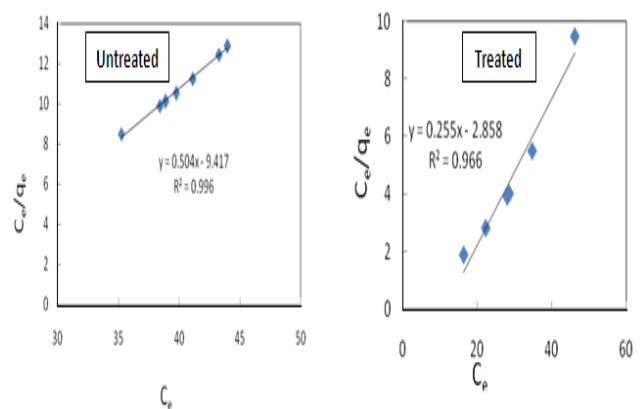 Untreated
14
12
10
8
6
4
2
0
Ce/qe
y = 0.504x - 9.417
R² = 0.996
30 35 40 45 50
Ce
Treated
10
8
6
4
2
0
Ce/qe
y = 0.255x - 2.858
R² = 0.966
0 20 40 60
Ce